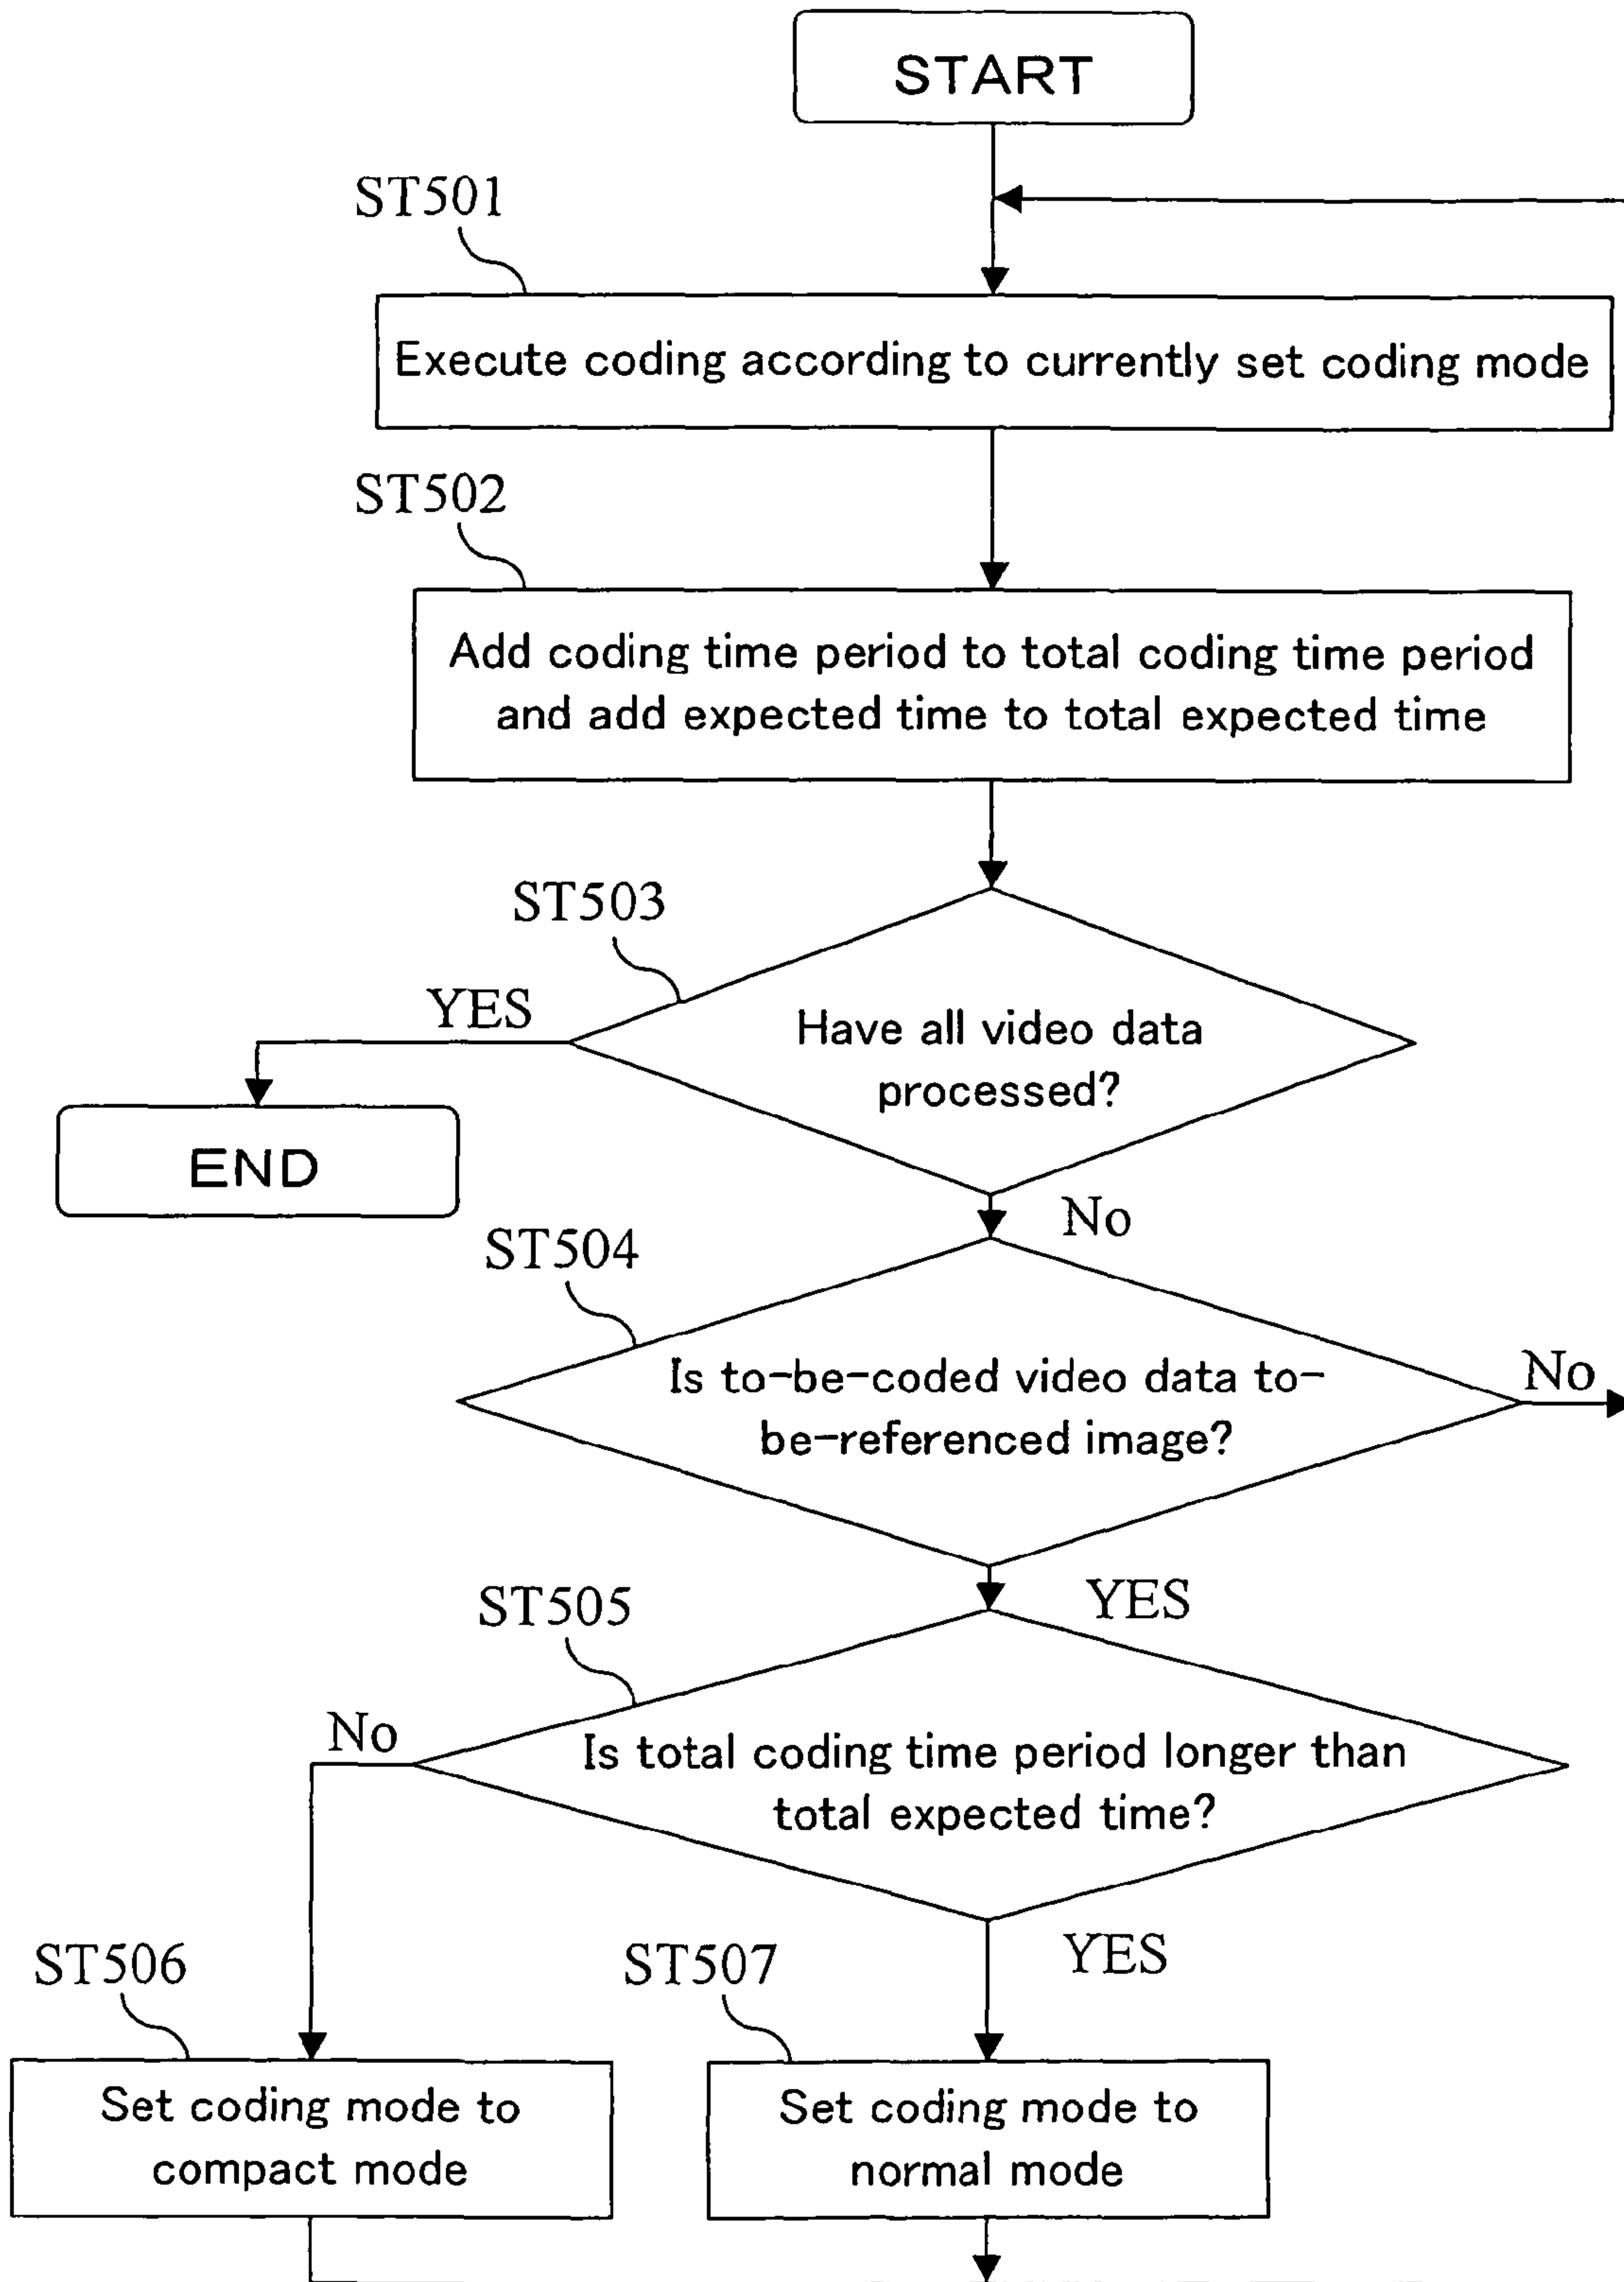 START
ST501
Execute coding according to currently set coding mode
ST502
Add coding time period to total coding time period
and add expected time to total expected time
ST503
YES
Have all video data
processed?
END
No
ST504
Is to-be-coded video data to-
be-referenced image?
No
YES
ST505
No
Is total coding time period longer than
total expected time?
YES
ST506
ST507
Set coding mode to
compact mode
Set coding mode to
normal mode